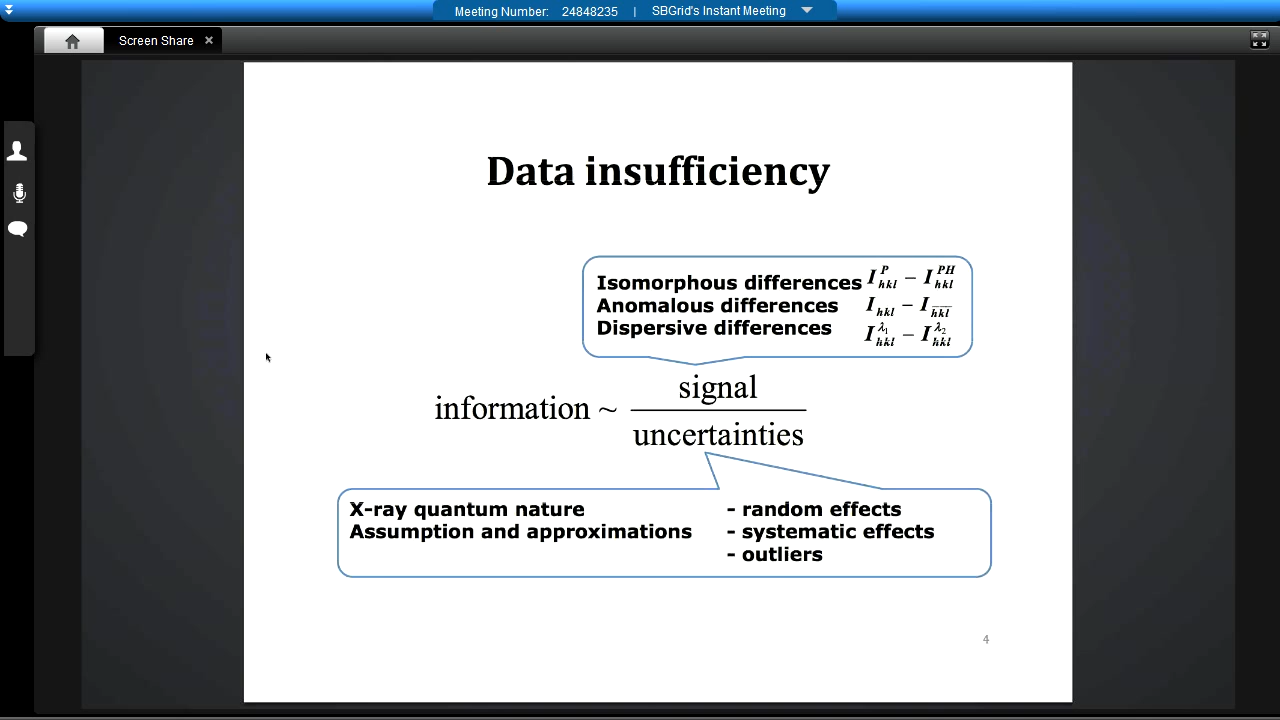 Meeting Number: 24848235 | SBGrid's Instant Meeting
Screen Share
Data insufficiency
Isomorphous differences I^P_hkl − I^PH_hkl
Anomalous differences I_hkl − I_h̅k̅l̅
Dispersive differences I^λ1_hkl − I^λ2_hkl
signal
information ~
uncertainties
X-ray quantum nature - random effects
Assumption and approximations - systematic effects
- outliers
4